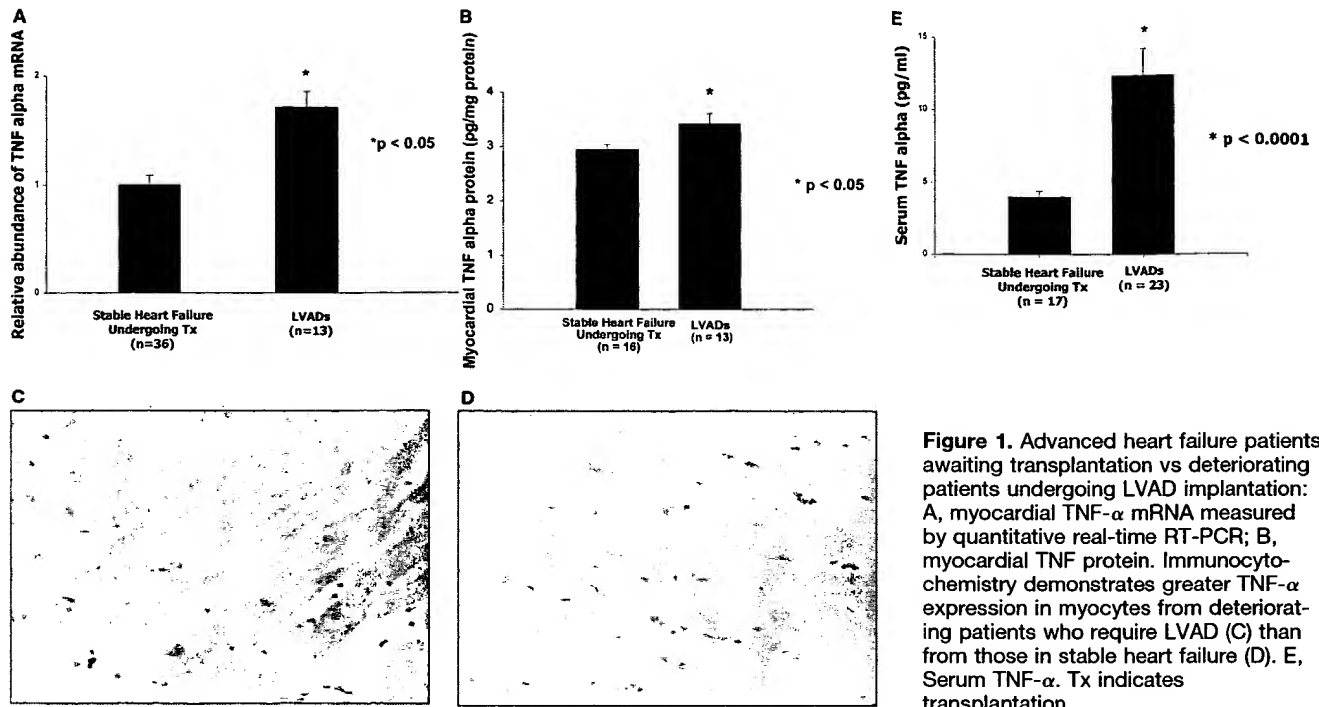 A
Relative abundance of TNF alpha mRNA
2
1
0
*
*p < 0.05
Stable Heart Failure
Undergoing Tx
(n=36)
LVADs
(n=13)
B
Myocardial TNF alpha protein (pg/mg protein)
4
3
2
1
0
*
* p < 0.05
Stable Heart Failure
Undergoing Tx
(n = 16)
LVADs
(n = 13)
E
Serum TNF alpha (pg/ml)
15
10
5
0
*
* p < 0.0001
Stable Heart Failure
Undergoing Tx
(n = 17)
LVADs
(n = 23)
C
D
Figure 1. Advanced heart failure patients
awaiting transplantation vs deteriorating
patients undergoing LVAD implantation:
A, myocardial TNF-α mRNA measured
by quantitative real-time RT-PCR; B,
myocardial TNF protein. Immunocyto-
chemistry demonstrates greater TNF-α
expression in myocytes from deteriorat-
ing patients who require LVAD (C) than
from those in stable heart failure (D). E,
Serum TNF-α. Tx indicates
transplantation